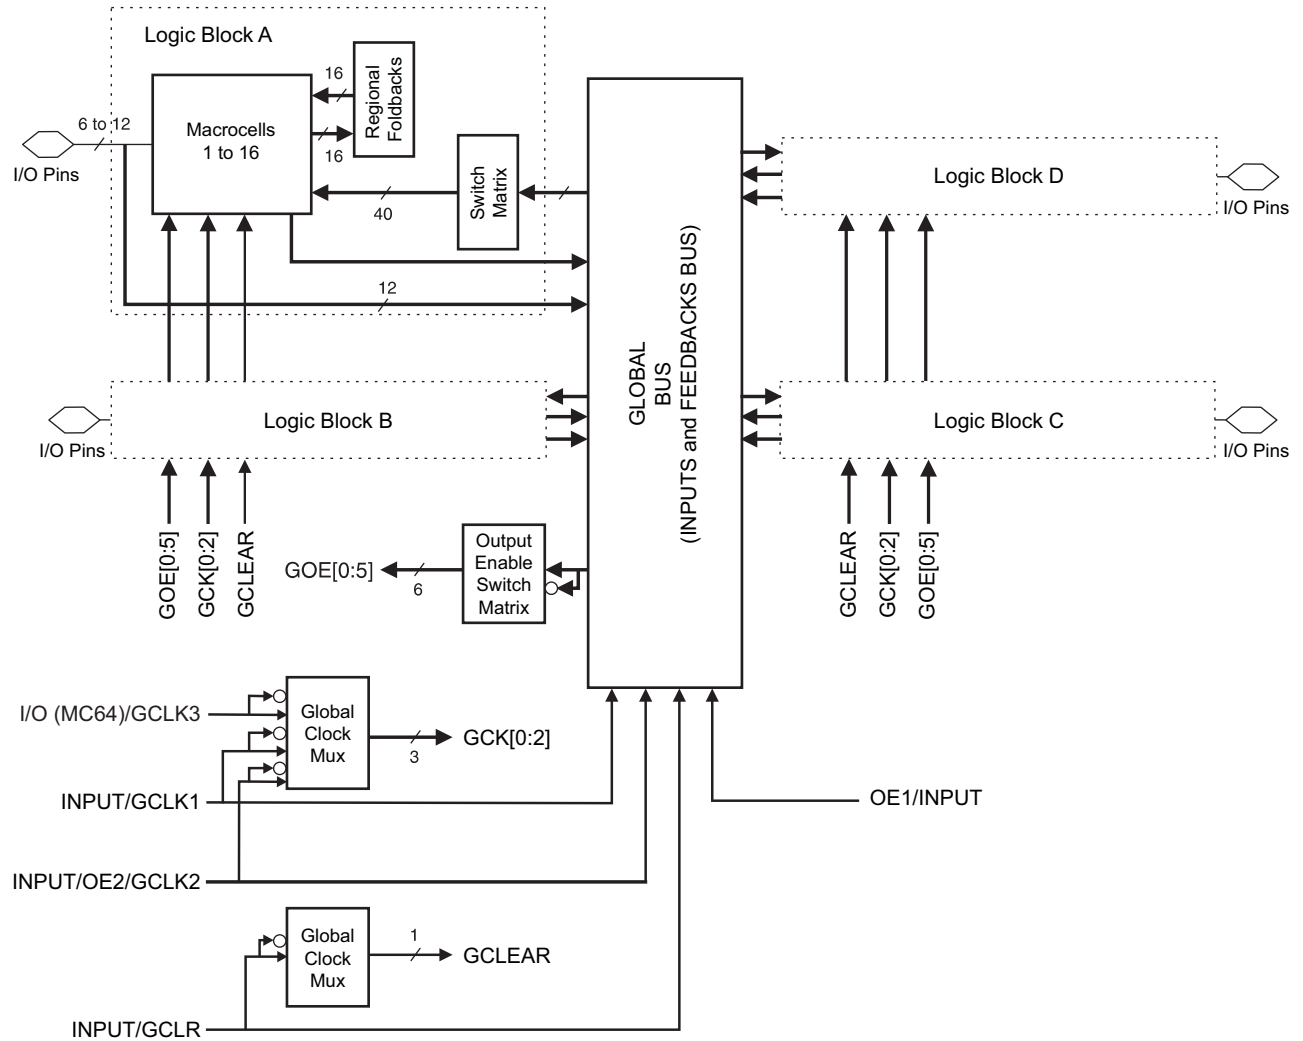 Logic Block A
16
Regional
Foldbacks
6 to 12
Macrocells
1 to 16
16
I/O Pins
Switch
Matrix
40
12
Logic Block D
I/O Pins
GLOBAL
BUS
(INPUTS and FEEDBACKS BUS)
Logic Block B
I/O Pins
Logic Block C
I/O Pins
GOE[0:5]
GCK[0:2]
GCLEAR
GOE[0:5]
6
Output
Enable
Switch
Matrix
GCLEAR
GCK[0:2]
GOE[0:5]
I/O (MC64)/GCLK3
Global
Clock
Mux
3
GCK[0:2]
INPUT/GCLK1
OE1/INPUT
INPUT/OE2/GCLK2
Global
Clock
Mux
1
GCLEAR
INPUT/GCLR